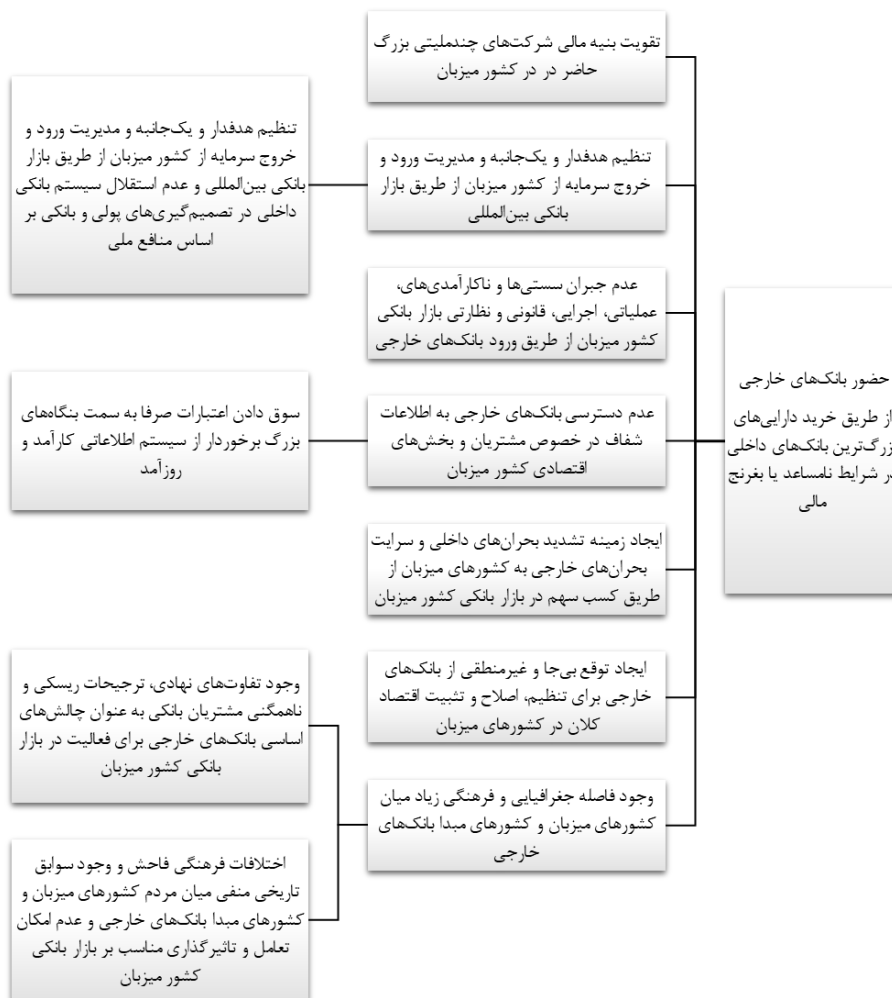 حضور بانک‌های خارجی
از طریق خرید دارایی‌های
بزرگ‌ترین بانک‌های داخلی
در شرایط نامساعد یا بغرنج
مالی
تقویت بنیه مالی شرکت‌های چندملیتی بزرگ
حاضر در در کشور میزبان
تنظیم هدفدار و یک‌جانبه و مدیریت ورود و
خروج سرمایه از کشور میزبان از طریق بازار
بانکی بین‌المللی
تنظیم هدفدار و یک‌جانبه و مدیریت ورود و
خروج سرمایه از کشور میزبان از طریق بازار
بانکی بین‌المللی و عدم استقلال سیستم بانکی
داخلی در تصمیم‌گیری‌های پولی و بانکی بر
اساس منافع ملی
عدم جبران سستی‌ها و ناکارآمدی‌های،
عملیاتی، اجرایی، قانونی و نظارتی بازار بانکی
کشور میزبان از طریق ورود بانک‌های خارجی
عدم دسترسی بانک‌های خارجی به اطلاعات
شفاف در خصوص مشتریان و بخش‌های
اقتصادی کشور میزبان
سوق دادن اعتبارات صرفا به سمت بنگاه‌های
بزرگ برخوردار از سیستم اطلاعاتی کارآمد و
روزآمد
ایجاد زمینه تشدید بحران‌های داخلی و سرایت
بحران‌های خارجی به کشورهای میزبان از
طریق کسب سهم در بازار بانکی کشور میزبان
ایجاد توقع بی‌جا و غیرمنطقی از بانک‌های
خارجی برای تنظیم، اصلاح و تثبیت اقتصاد
کلان در کشورهای میزبان
وجود فاصله جغرافیایی و فرهنگی زیاد میان
کشورهای میزبان و کشورهای مبدا بانک‌های
خارجی
وجود تفاوت‌های نهادی، ترجیحات ریسکی و
ناهمگنی مشتریان بانکی به عنوان چالش‌های
اساسی بانک‌های خارجی برای فعالیت در بازار
بانکی کشور میزبان
اختلافات فرهنگی فاحش و وجود سوابق
تاریخی منفی میان مردم کشورهای میزبان و
کشورهای مبدا بانک‌های خارجی و عدم امکان
تعامل و تاثیرگذاری مناسب بر بازار بانکی
کشور میزبان